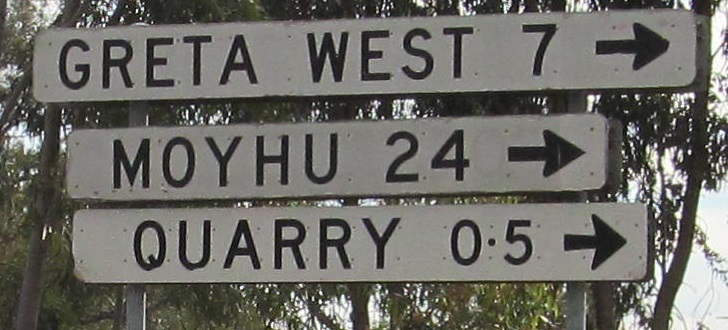 GRETA WEST 7 →
MOYHU 24 →
QUARRY 0·5 →